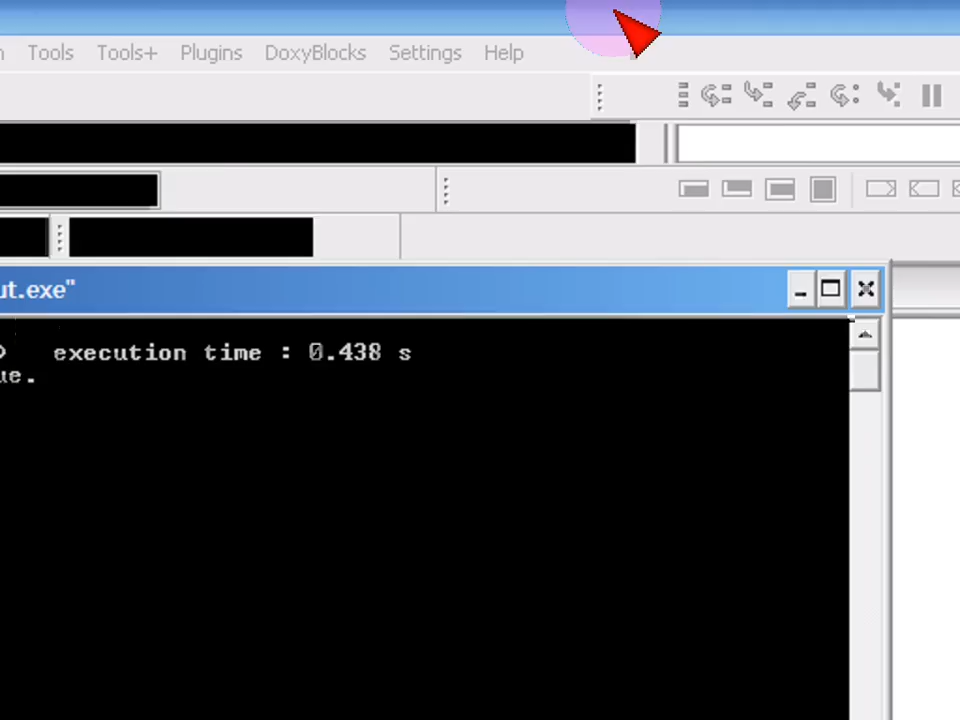 Tools Tools+ Plugins DoxyBlocks Settings Help
ut.exe"
execution time : 0.438 s
ue.